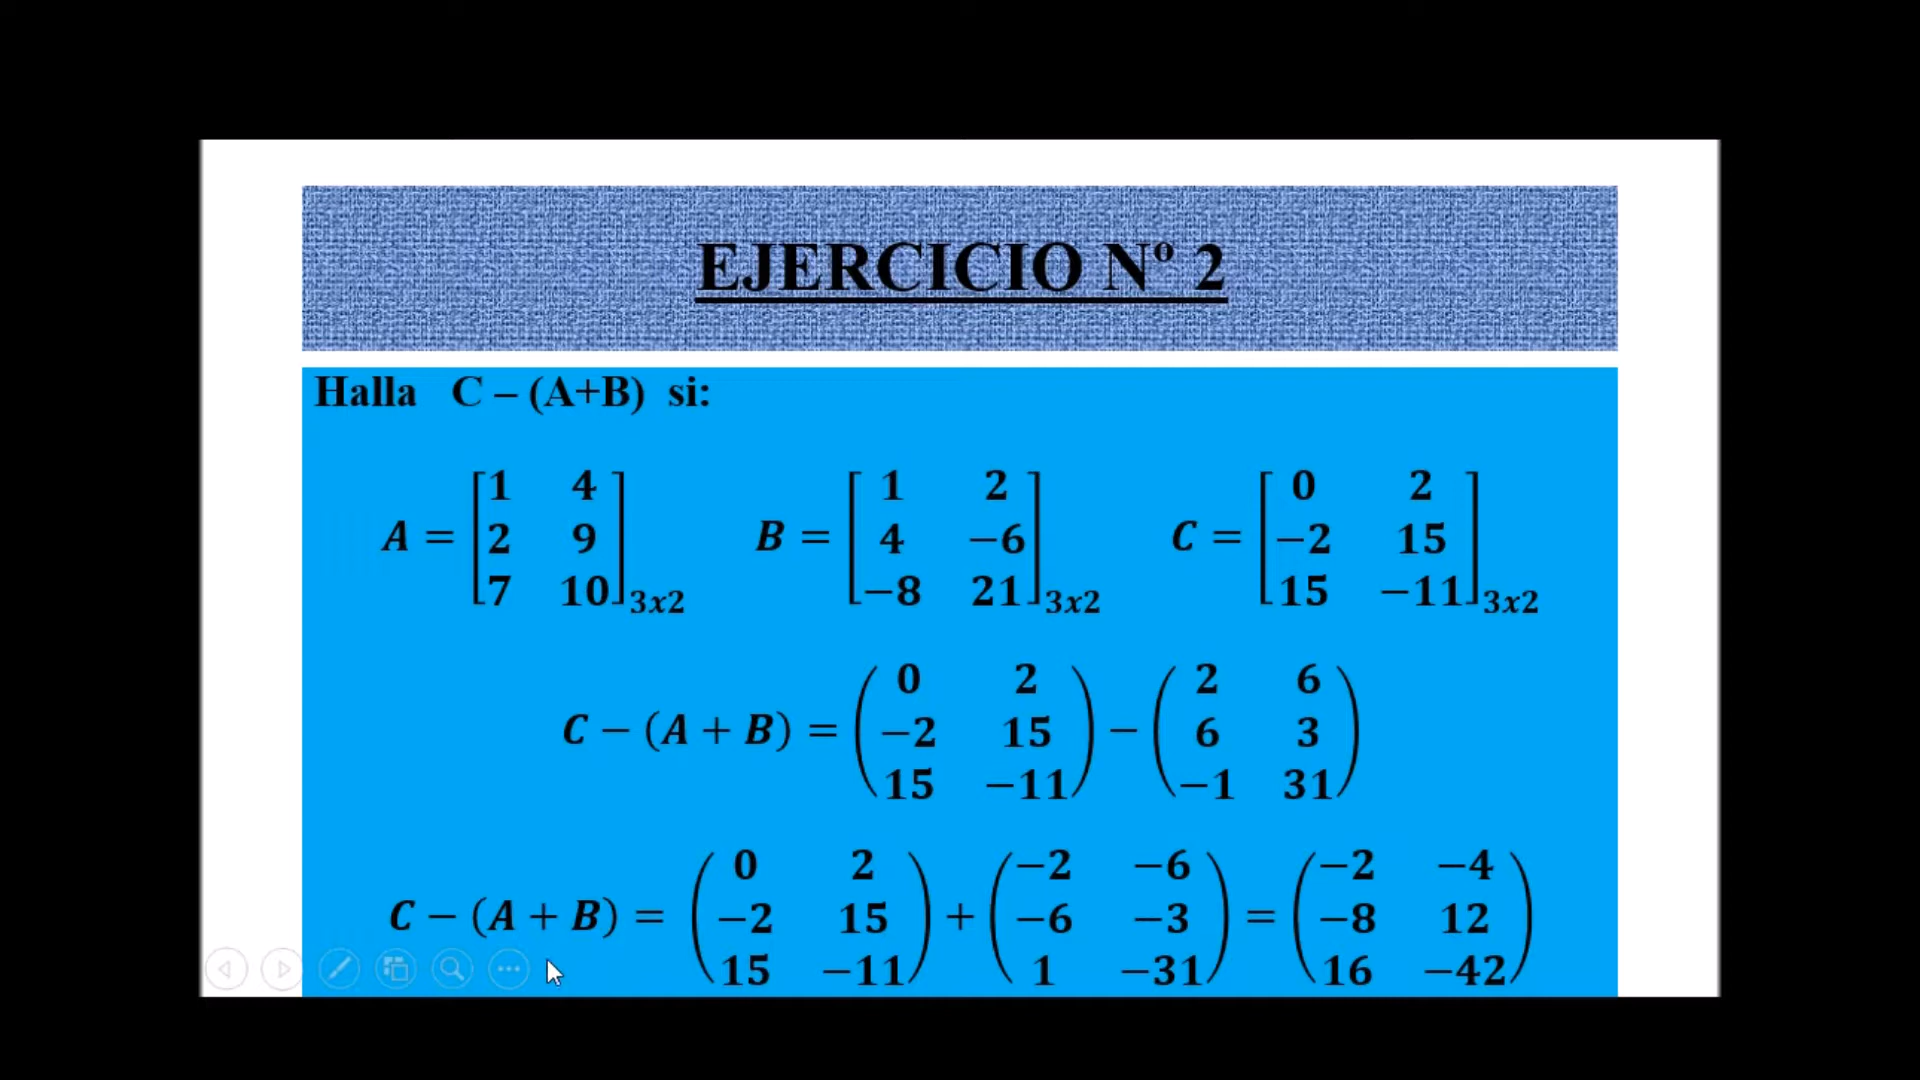 EJERCICIO Nº 2
Halla C – (A+B) si:
A = [1 4; 2 9; 7 10]3x2 B = [1 2; 4 −6; −8 21]3x2 C = [0 2; −2 15; 15 −11]3x2
C − (A + B) = (0 2; −2 15; 15 −11) − (2 6; 6 3; −1 31)
C − (A + B) = (0 2; −2 15; 15 −11) + (−2 −6; −6 −3; 1 −31) = (−2 −4; −8 12; 16 −42)